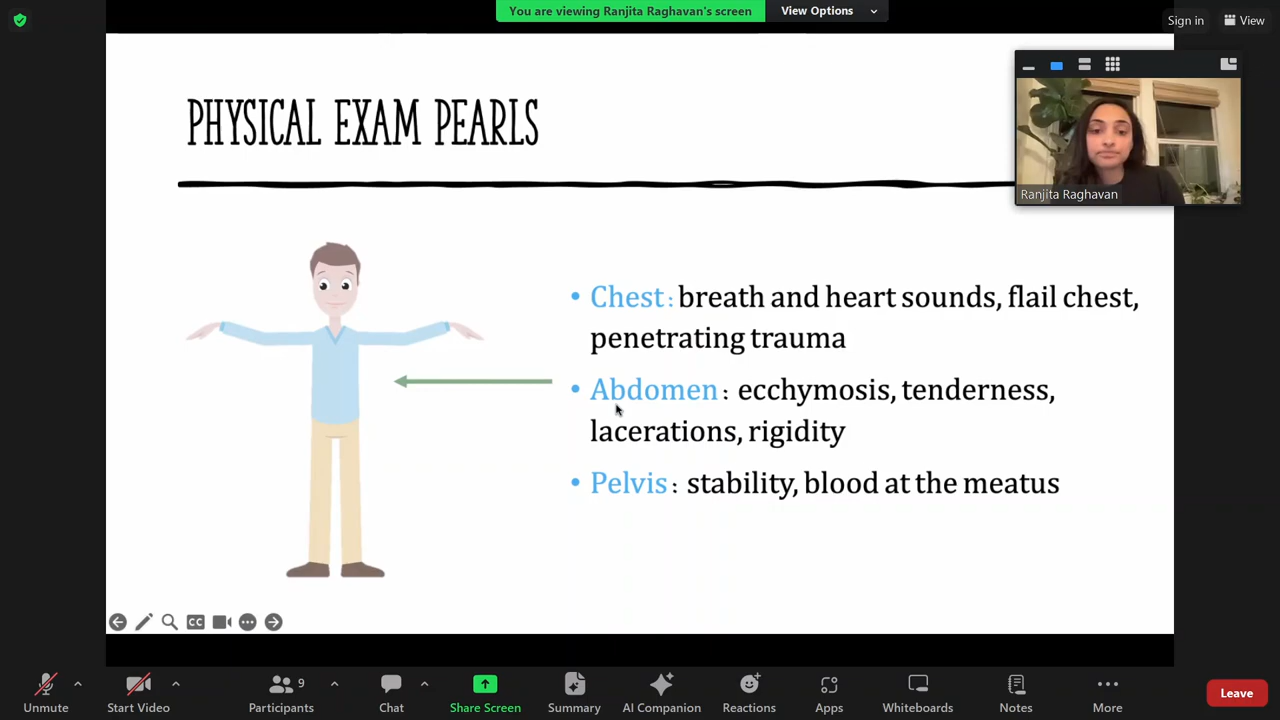 You are viewing Ranjita Raghavan's screen
View Options
Sign in
View
PHYSICAL EXAM PEARLS
Ranjita Raghavan
• Chest: breath and heart sounds, flail chest,
penetrating trauma
• Abdomen : ecchymosis, tenderness,
lacerations, rigidity
• Pelvis : stability, blood at the meatus
CC
9
Unmute
Start Video
Participants
Chat
Share Screen
Summary
AI Companion
Reactions
Apps
Whiteboards
Notes
More
Leave